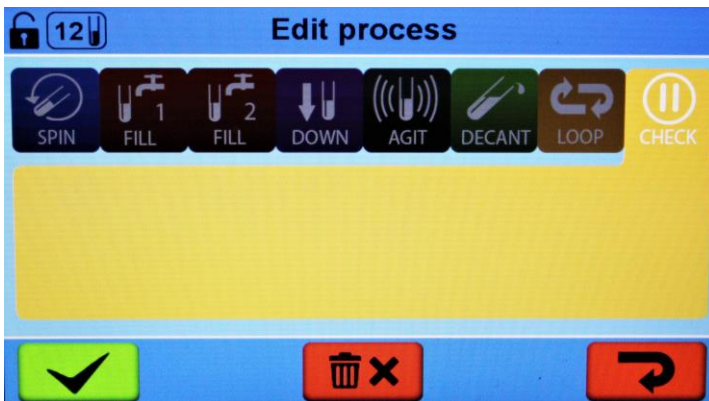 12 Edit process
1 2
SPIN FILL FILL DOWN AGIT DECANT LOOP CHECK